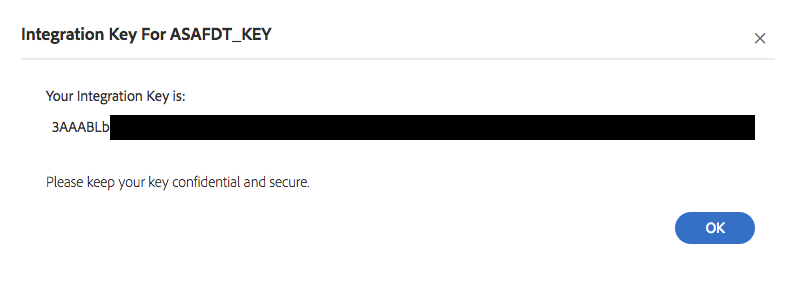 Integration Key For ASAFDT_KEY
Your Integration Key is:
3AAABLb
Please keep your key confidential and secure.
OK